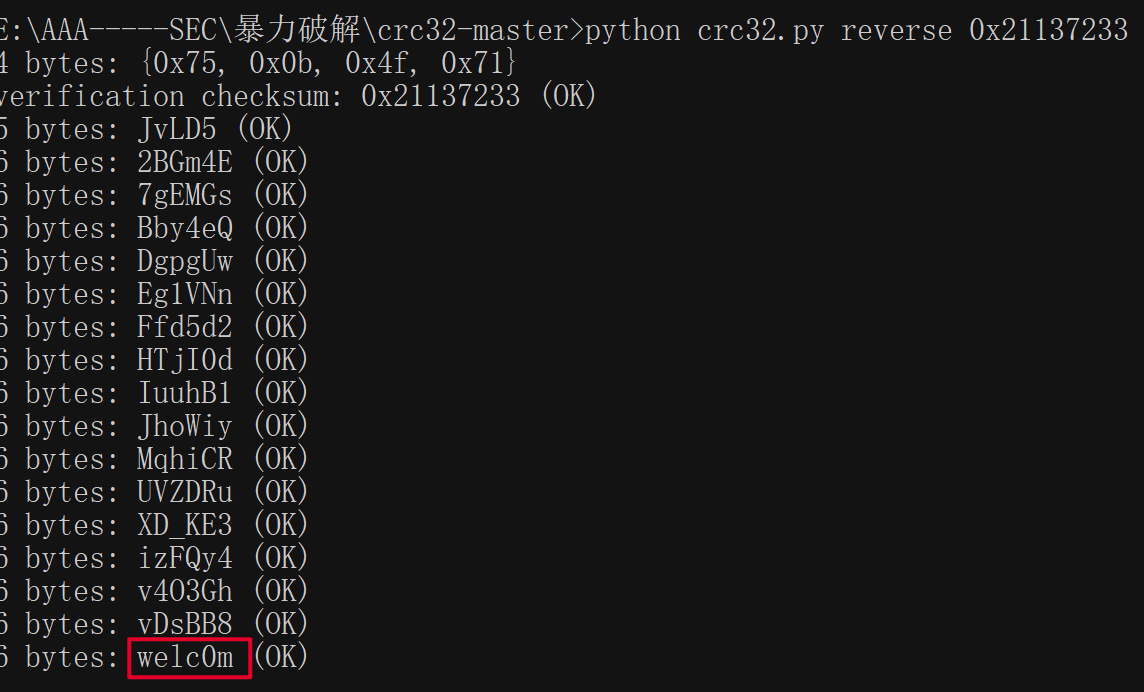 E:\AAA-----SEC\暴力破解\crc32-master>python crc32.py reverse 0x21137233
4 bytes: {0x75, 0x0b, 0x4f, 0x71}
verification checksum: 0x21137233 (OK)
5 bytes: JvLD5 (OK)
6 bytes: 2BGm4E (OK)
6 bytes: 7gEMGs (OK)
6 bytes: Bby4eQ (OK)
6 bytes: DgpgUw (OK)
6 bytes: Eg1VNn (OK)
6 bytes: Ffd5d2 (OK)
6 bytes: HTjI0d (OK)
6 bytes: IuuhB1 (OK)
6 bytes: JhoWiy (OK)
6 bytes: MqhiCR (OK)
6 bytes: UVZDRu (OK)
6 bytes: XD_KE3 (OK)
6 bytes: izFQy4 (OK)
6 bytes: v4O3Gh (OK)
6 bytes: vDsBB8 (OK)
6 bytes: welc0m (OK)